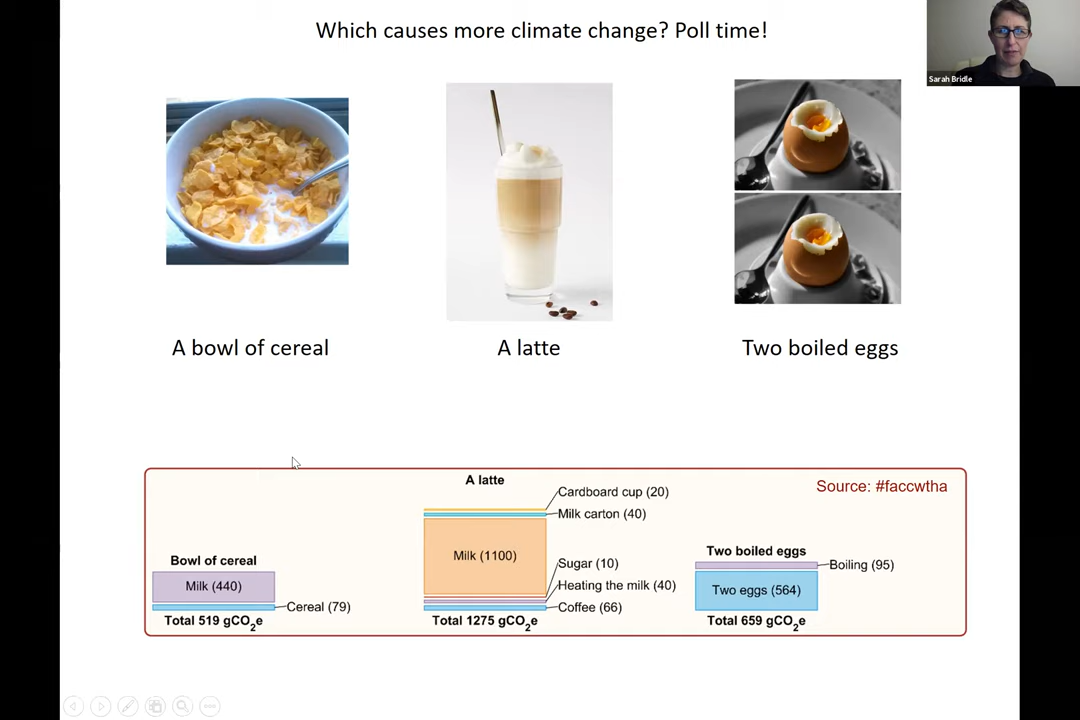 Which causes more climate change? Poll time!
Sarah Bridle
A bowl of cereal
A latte
Two boiled eggs
Source: #faccwtha
Bowl of cereal
Milk (440)
Cereal (79)
Total 519 gCO2e
A latte
Cardboard cup (20)
Milk carton (40)
Milk (1100)
Sugar (10)
Heating the milk (40)
Coffee (66)
Total 1275 gCO2e
Two boiled eggs
Boiling (95)
Two eggs (564)
Total 659 gCO2e